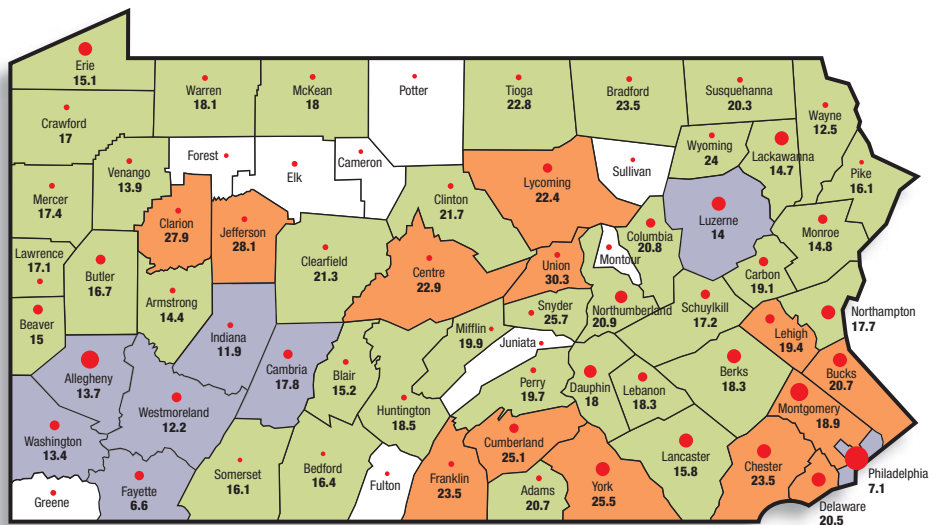 Erie
15.1
Warren
18.1
McKean
18
Potter
Tioga
22.8
Bradford
23.5
Susquehanna
20.3
Wayne
12.5
Crawford
17
Forest
Elk
Cameron
Wyoming
24
Lackawanna
14.7
Pike
16.1
Venango
13.9
Mercer
17.4
Clarion
27.9
Jefferson
28.1
Clinton
21.7
Lycoming
22.4
Sullivan
Luzerne
14
Monroe
14.8
Lawrence
17.1
Butler
16.7
Clearfield
21.3
Centre
22.9
Union
30.3
Montour
Columbia
20.8
Carbon
19.1
Armstrong
14.4
Snyder
25.7
Northumberland
20.9
Schuylkill
17.2
Northampton
17.7
Beaver
15
Indiana
11.9
Mifflin
19.9
Juniata
Lehigh
19.4
Allegheny
13.7
Cambria
17.8
Blair
15.2
Perry
19.7
Dauphin
18
Lebanon
18.3
Berks
18.3
Bucks
20.7
Westmoreland
12.2
Huntington
18.5
Montgomery
18.9
Washington
13.4
Cumberland
25.1
Lancaster
15.8
Chester
23.5
Philadelphia
7.1
Greene
Fayette
6.6
Somerset
16.1
Bedford
16.4
Fulton
Franklin
23.5
Adams
20.7
York
25.5
Delaware
20.5